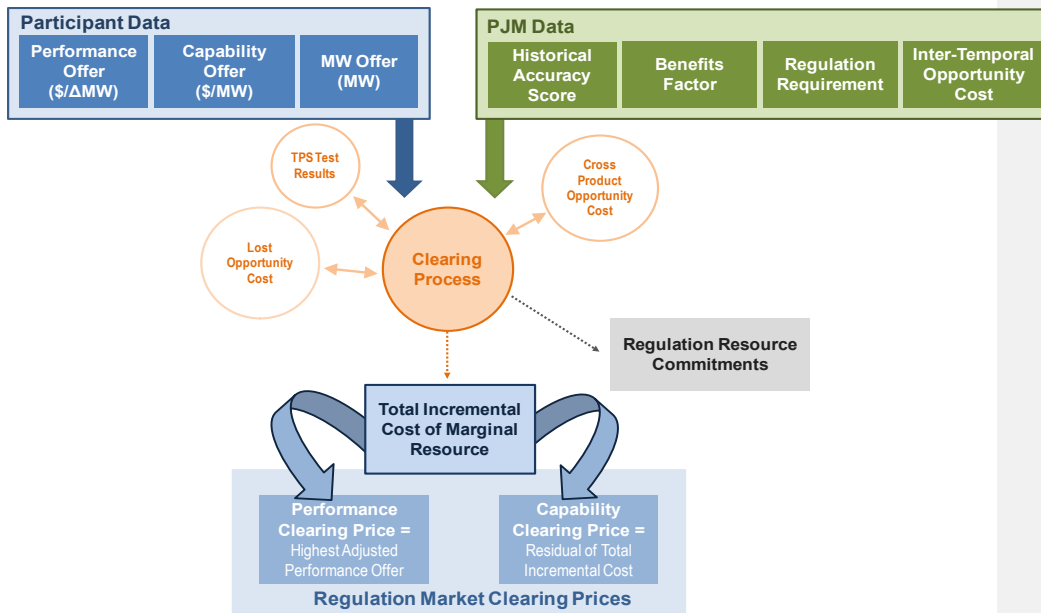 Participant Data
Performance
Offer
($/ΔMW)
Capability
Offer
($/MW)
MW Offer
(MW)
PJM Data
Historical
Accuracy
Score
Benefits
Factor
Regulation
Requirement
Inter-Temporal
Opportunity
Cost
TPS Test
Results
Cross
Product
Opportunity
Cost
Lost
Opportunity
Cost
Clearing
Process
Regulation Resource
Commitments
Total Incremental
Cost of Marginal
Resource
Performance
Clearing Price =
Highest Adjusted
Performance Offer
Capability
Clearing Price =
Residual of Total
Incremental Cost
Regulation Market Clearing Prices